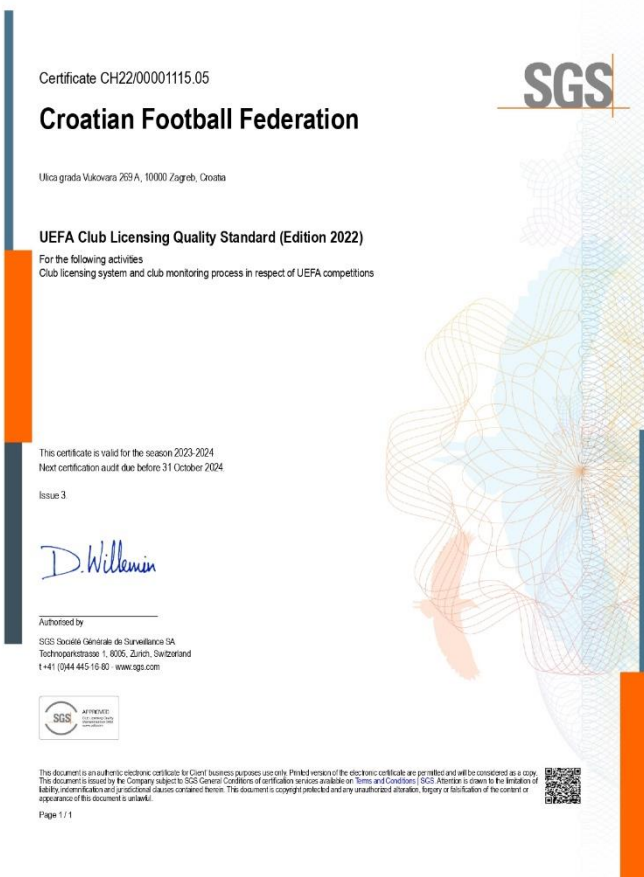 Certificate CH22/00001115.05
SGS
Croatian Football Federation
Ulica grada Vukovara 269 A, 10000 Zagreb, Croatia
UEFA Club Licensing Quality Standard (Edition 2022)
For the following activities
Club licensing system and club monitoring process in respect of UEFA competitions
This certificate is valid for the season 2023-2024
Next certification audit due before 31 October 2024
Issue 3
D. Willemin
Authorised by
SGS Société Générale de Surveillance SA
Technoparkstrasse 1, 8005, Zurich, Switzerland
t +41 (0)44 445-16-80 - www.sgs.com
SGS
APPROVED
This document is an authentic electronic certificate for Client' business purposes use only. Printed version of the electronic certificate are permitted and will be considered as a copy.
This document is issued by the Company subject to SGS General Conditions of certification services available on Terms and Conditions | SGS. Attention is drawn to the limitation of
liability, indemnification and jurisdictional clauses contained therein. This document is copyright protected and any unauthorized alteration, forgery or falsification of the content or
appearance of this document is unlawful.
Page 1 / 1